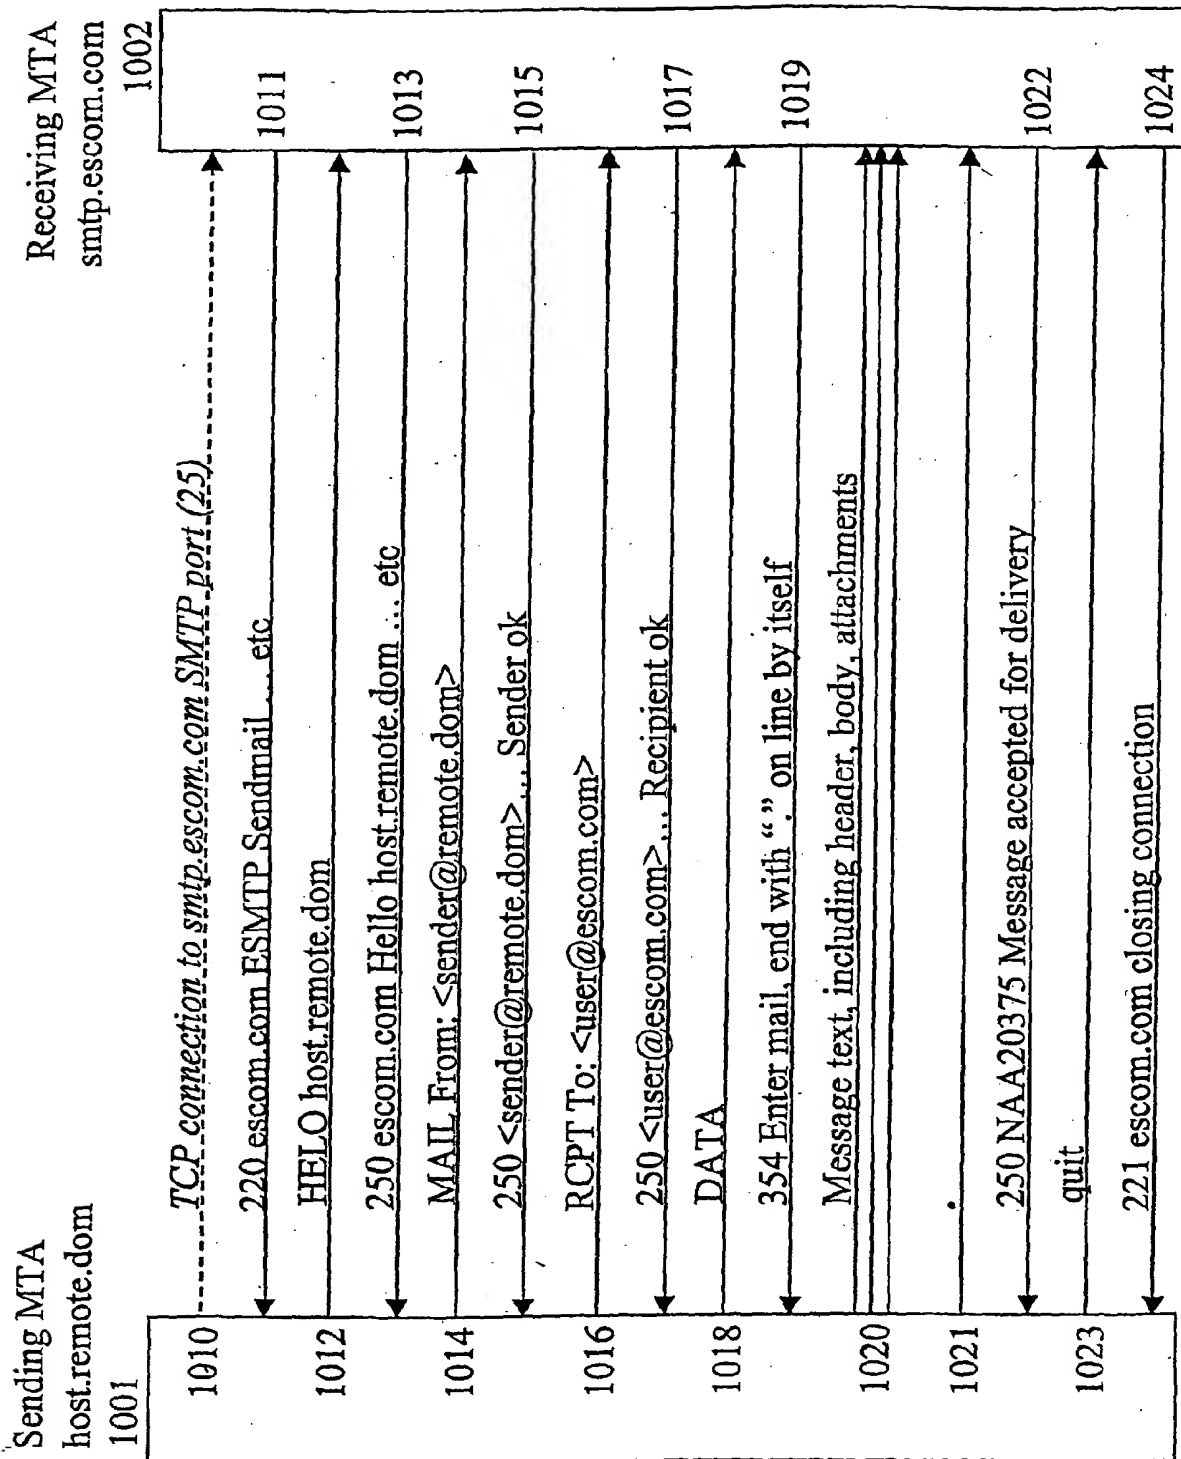 Sending MTA
host.remote.dom
1001
Receiving MTA
smtp.escom.com
1002
1010
TCP connection to smtp.escom.com SMTP port (25)
220 escom.com ESMTP Sendmail ... etc
1011
1012
HELO host.remote.dom
250 escom.com Hello host.remote.dom ... etc
1013
1014
MAIL From: <sender@remote.dom>
250 <sender@remote.dom>... Sender ok
1015
1016
RCPT To: <user@escom.com>
250 <user@escom.com>... Recipient ok
1017
1018
DATA
354 Enter mail, end with “.” on line by itself
1019
1020
Message text, including header, body, attachments
1021
.
250 NAA20375 Message accepted for delivery
1022
1023
quit
221 escom.com closing connection
1024